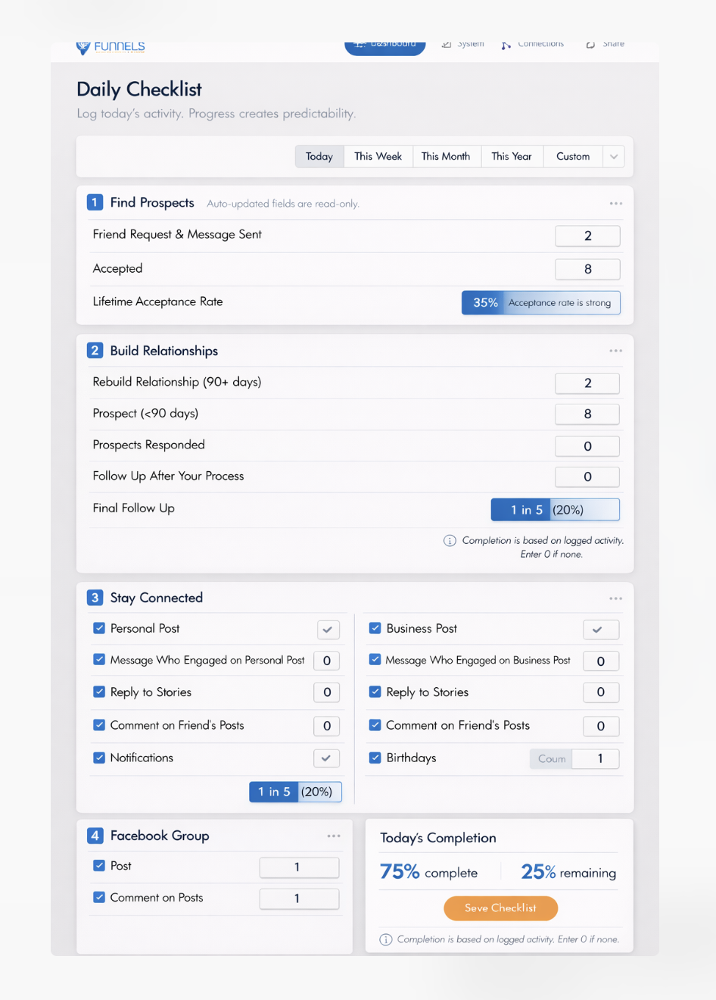 FUNNELS
Dashboard
System
Connections
Share
Daily Checklist
Log today's activity. Progress creates predictability.
Today
This Week
This Month
This Year
Custom
1 Find Prospects Auto-updated fields are read-only.
Friend Request & Message Sent 2
Accepted 8
Lifetime Acceptance Rate 35% Acceptance rate is strong
2 Build Relationships
Rebuild Relationship (90+ days) 2
Prospect (<90 days) 8
Prospects Responded 0
Follow Up After Your Process 0
Final Follow Up 1 in 5 (20%)
Completion is based on logged activity.
Enter 0 if none.
3 Stay Connected
Personal Post
Message Who Engaged on Personal Post 0
Reply to Stories 0
Comment on Friend's Posts 0
Notifications
1 in 5 (20%)
Business Post
Message Who Engaged on Business Post 0
Reply to Stories 0
Comment on Friend's Posts 0
Birthdays Coum 1
4 Facebook Group
Post 1
Comment on Posts 1
Today's Completion
75% complete
25% remaining
Seve Checklist
Completion is based on logged activity. Enter 0 if none.